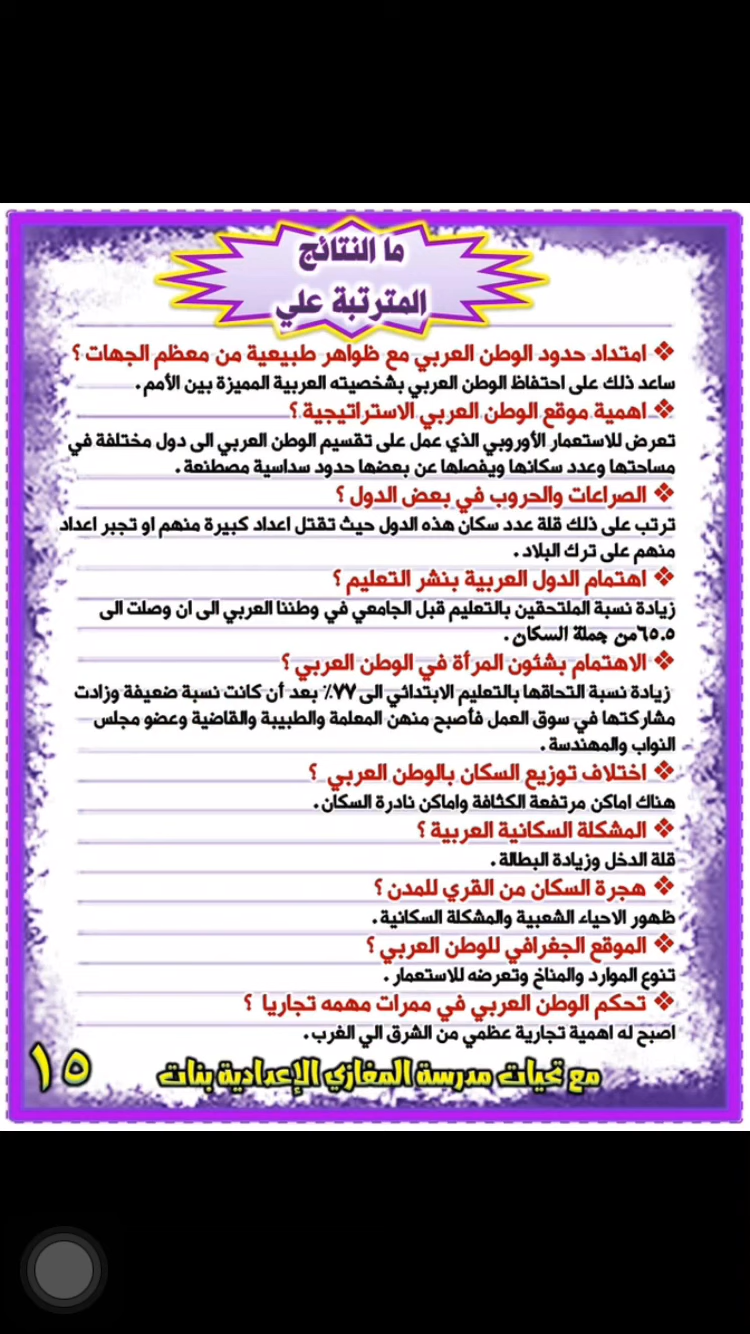 ما النتائج
المترتبة علي
❖ امتداد حدود الوطن العربي مع ظواهر طبيعية من معظم الجهات ؟
ساعد ذلك على احتفاظ الوطن العربي بشخصيته العربية المميزة بين الأمم .
❖ اهمية موقع الوطن العربي الاستراتيجية ؟
تعرض للاستعمار الأوروبي الذي عمل على تقسيم الوطن العربي الى دول مختلفة في
مساحتها وعدد سكانها ويفصلها عن بعضها حدود سداسية مصطنعة .
❖ الصراعات والحروب في بعض الدول ؟
ترتب على ذلك قلة عدد سكان هذه الدول حيث تقتل اعداد كبيرة منهم او تجبر اعداد
منهم على ترك البلاد .
❖ اهتمام الدول العربية بنشر التعليم ؟
زيادة نسبة الملتحقين بالتعليم قبل الجامعي في وطننا العربي الى ان وصلت الى
٦٥.٥من جملة السكان .
❖ الاهتمام بشئون المرأة في الوطن العربي ؟
زيادة نسبة التحاقها بالتعليم الابتدائي الى ٧٧٪ بعد أن كانت نسبة ضعيفة وزادت
مشاركتها في سوق العمل فأصبح منهن المعلمة والطبيبة والقاضية وعضو مجلس
النواب والمهندسة .
❖ اختلاف توزيع السكان بالوطن العربي ؟
هناك اماكن مرتفعة الكثافة واماكن نادرة السكان .
❖ المشكلة السكانية العربية ؟
قلة الدخل وزيادة البطالة .
❖ هجرة السكان من القري للمدن ؟
ظهور الاحياء الشعبية والمشكلة السكانية .
❖ الموقع الجغرافي للوطن العربي ؟
تنوع الموارد والمناخ وتعرضه للاستعمار .
❖ تحكم الوطن العربي في ممرات مهمه تجاريا ؟
اصبح له اهمية تجارية عظمي من الشرق الي الغرب .
مع تحيات مدرسة المغازي الإعدادية بنات
١٥